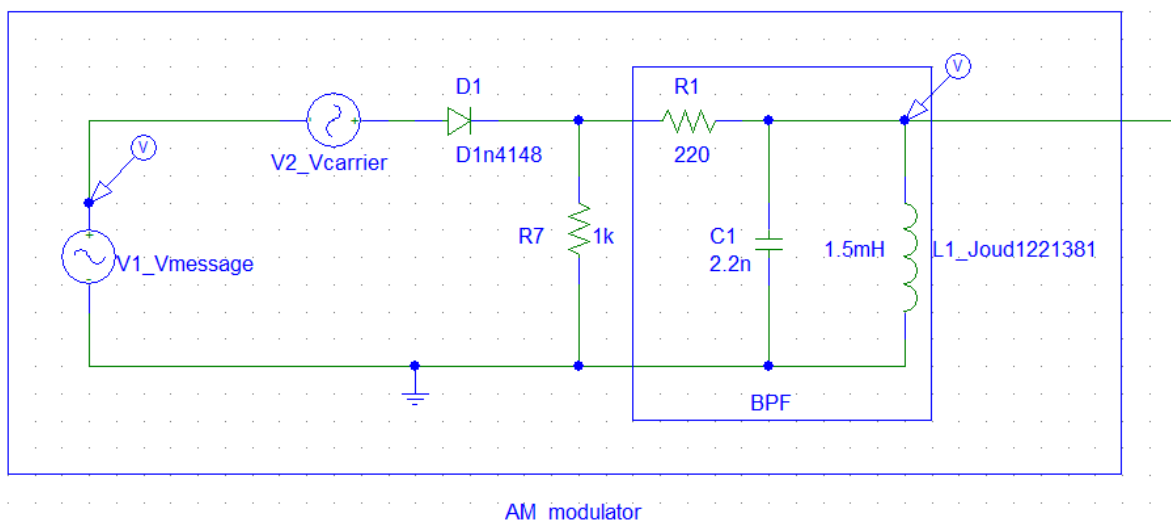 V
D1
R1
V
V2_Vcarrier
D1n4148
220
V1_Vmessage
R7
1k
C1
2.2n
1.5mH
L1_Joud1221381
BPF
AM modulator